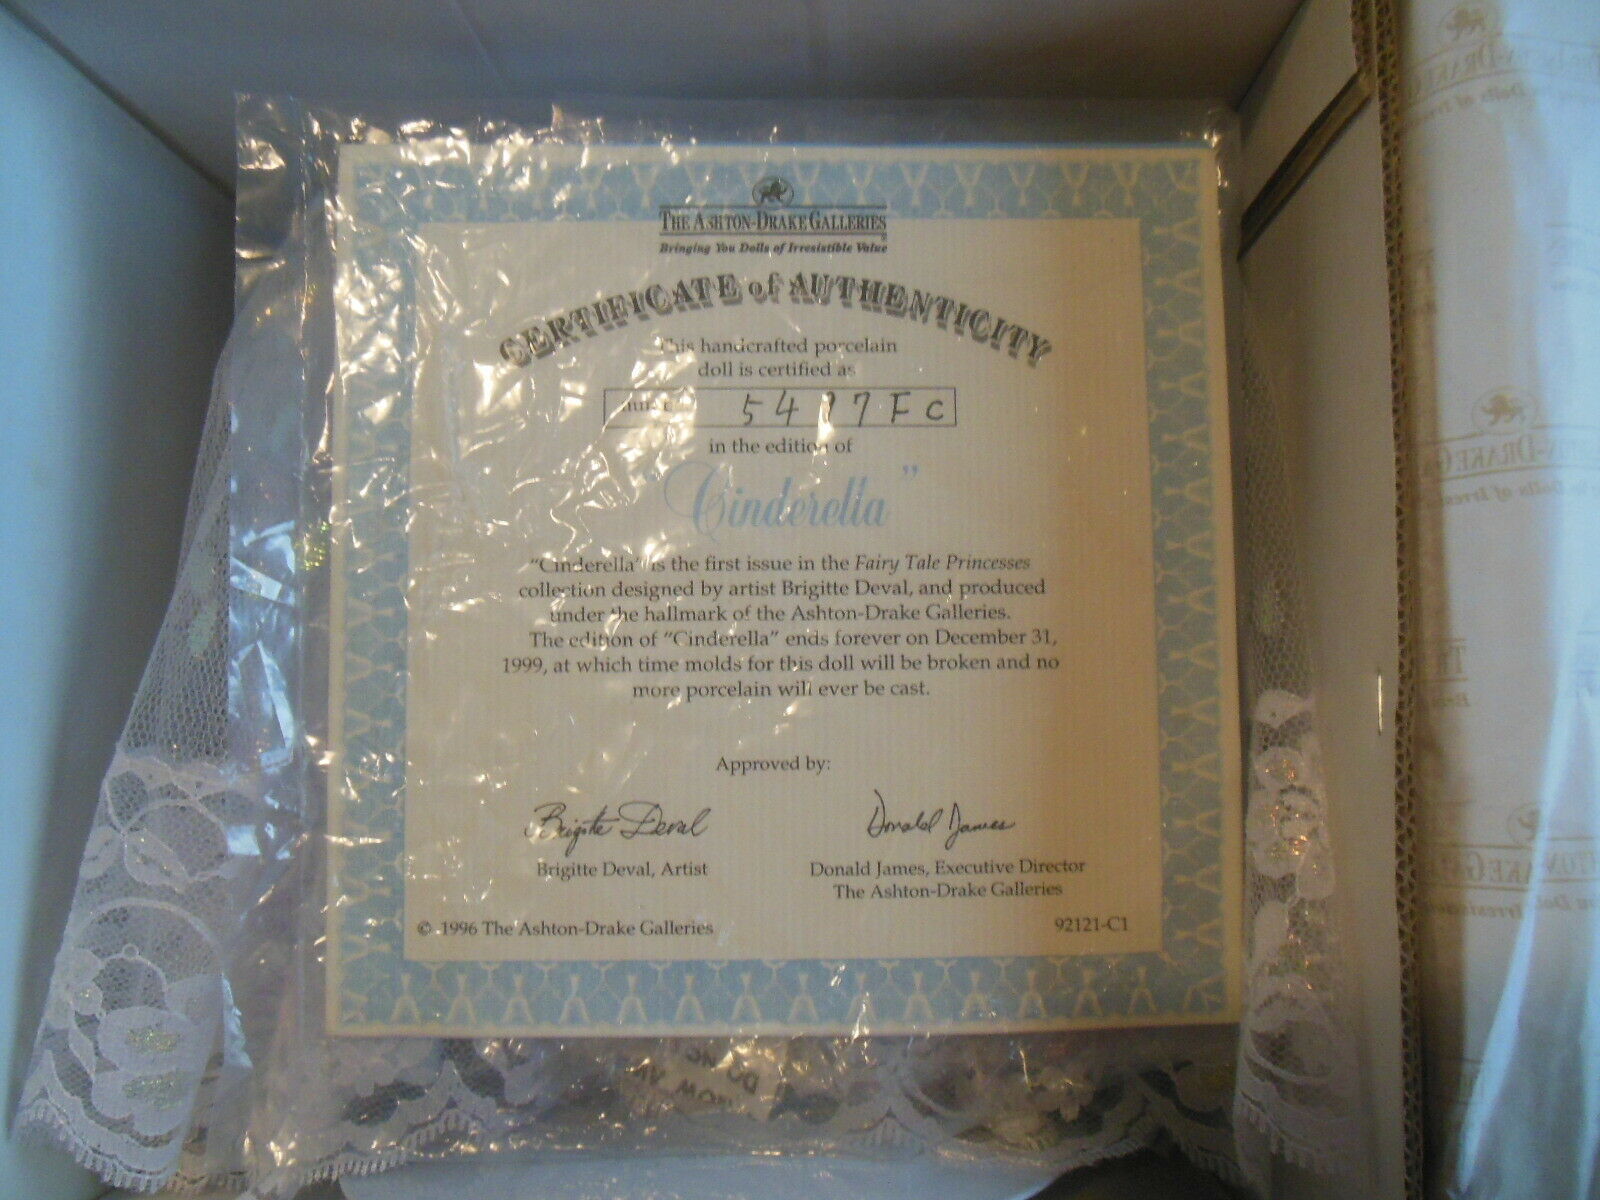 THE ASHTON-DRAKE GALLERIES
Bringing You Dolls of Irresistible Value
CERTIFICATE of AUTHENTICITY
This handcrafted porcelain
doll is certified as
FC
in the edition of
"Cinderella"
"Cinderella" is the first issue in the Fairy Tale Princesses
collection designed by artist Brigitte Deval, and produced
under the hallmark of the Ashton-Drake Galleries.
The edition of "Cinderella" ends forever on December 31,
1999, at which time molds for this doll will be broken and no
more porcelain will ever be cast.
Approved by:
Brigitte Deval
Donald James
Brigitte Deval, Artist
Donald James, Executive Director
The Ashton-Drake Galleries
© 1996 The Ashton-Drake Galleries
92121-C1